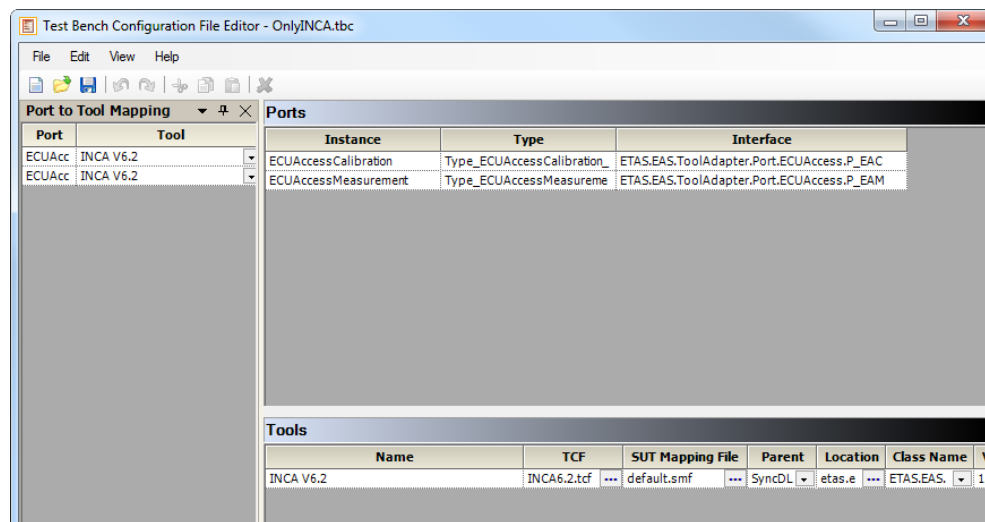 Test Bench Configuration File Editor - OnlyINCA.tbc
File Edit View Help
Port to Tool Mapping
Port Tool
ECUAcc INCA V6.2
ECUAcc INCA V6.2
Ports
Instance Type Interface
ECUAccessCalibration Type_ECUAccessCalibration_ ETAS.EAS.ToolAdapter.Port.ECUAccess.P_EAC
ECUAccessMeasurement Type_ECUAccessMeasureme ETAS.EAS.ToolAdapter.Port.ECUAccess.P_EAM
Tools
Name TCF SUT Mapping File Parent Location Class Name V
INCA V6.2 INCA6.2.tcf ... default.smf ... SyncDL etas.e ... ETAS.EAS. 1